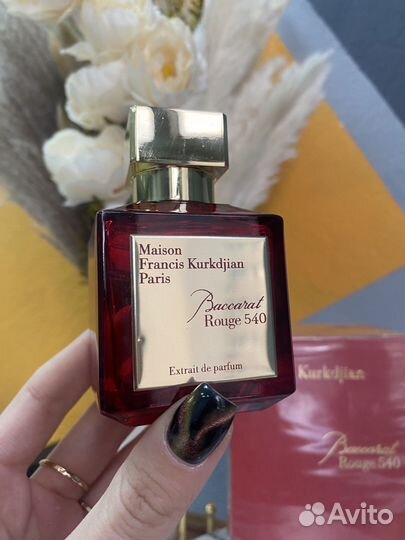 Maison
Francis Kurkdjian
Paris
Baccarat
Rouge 540
Extrait de parfum
Kurkdjian
Baccarat
Rouge 540
Avito